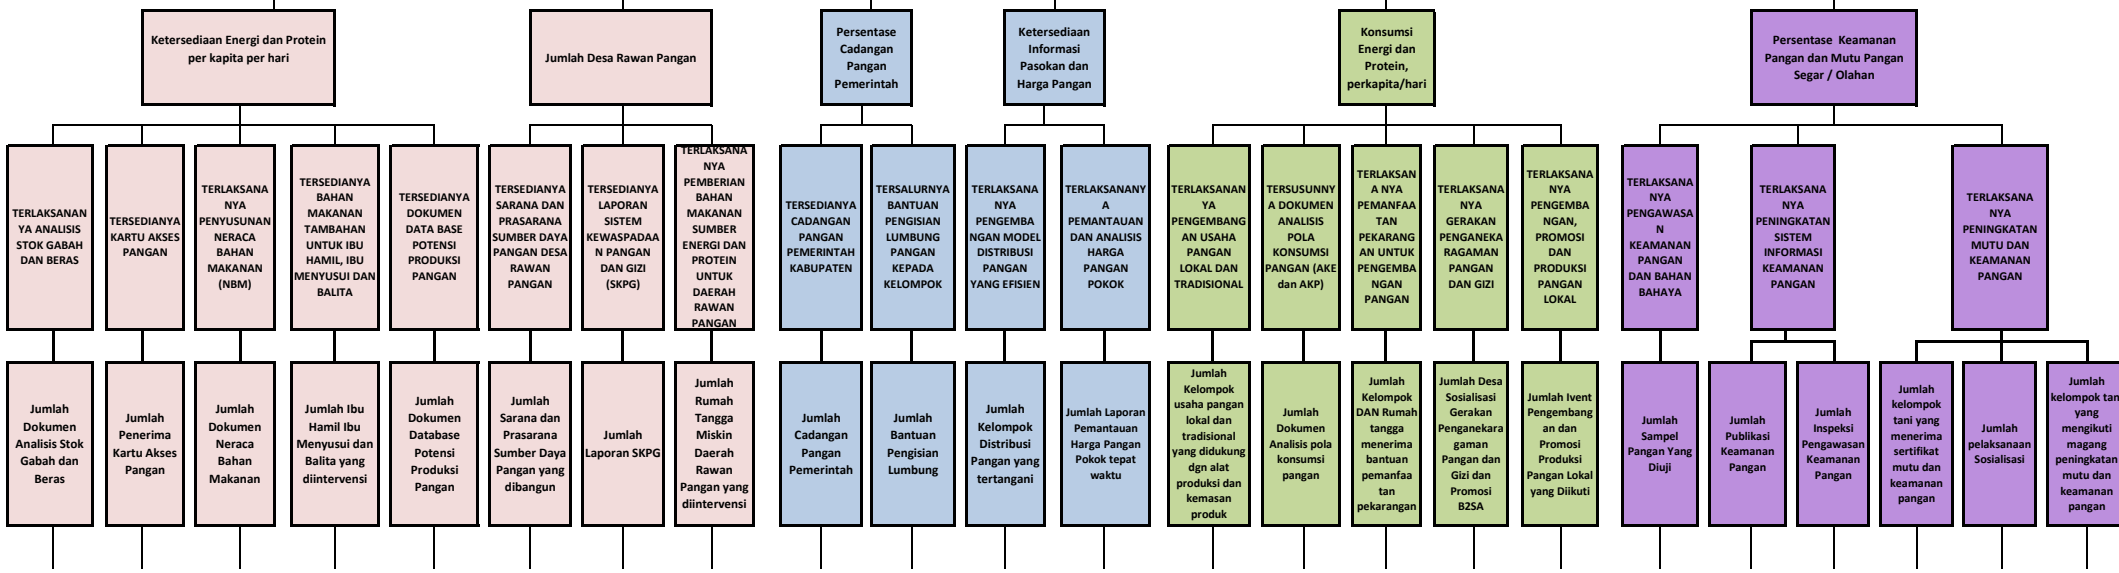 Ketersediaan Energi dan Protein
per kapita per hari
Jumlah Desa Rawan Pangan
Persentase
Cadangan
Pangan
Pemerintah
Ketersediaan
Informasi
Pasokan dan
Harga Pangan
Konsumsi
Energi dan
Protein,
perkapita/hari
Persentase Keamanan
Pangan dan Mutu Pangan
Segar / Olahan
TERLAKSANAN
YA ANALISIS
STOK GABAH
DAN BERAS
TERSEDIANYA
KARTU AKSES
PANGAN
TERLAKSANA
NYA
PENYUSUNAN
NERACA
BAHAN
MAKANAN
(NBM)
TERSEDIANYA
BAHAN
MAKANAN
TAMBAHAN
UNTUK IBU
HAMIL, IBU
MENYUSUI DAN
BALITA
TERSEDIANYA
DOKUMEN
DATA BASE
POTENSI
PRODUKSI
PANGAN
TERSEDIANYA
SARANA DAN
PRASARANA
SUMBER DAYA
PANGAN DESA
RAWAN
PANGAN
TERSEDIANYA
LAPORAN
SISTEM
KEWASPADAA
N PANGAN
DAN GIZI
(SKPG)
TERLAKSANA
NYA
PEMBERIAN
BAHAN
MAKANAN
SUMBER
ENERGI DAN
PROTEIN
UNTUK
DAERAH
RAWAN
PANGAN
TERSEDIANYA
CADANGAN
PANGAN
PEMERINTAH
KABUPATEN
TERSALURNYA
BANTUAN
PENGISIAN
LUMBUNG
PANGAN
KEPADA
KELOMPOK
TERLAKSANA
NYA
PENGEMBA
NGAN MODEL
DISTRIBUSI
PANGAN
YANG EFISIEN
TERLAKSANANY
A
PEMANTAUAN
DAN ANALISIS
HARGA
PANGAN
POKOK
TERLAKSANAN
YA
PENGEMBANG
AN USAHA
PANGAN
LOKAL DAN
TRADISIONAL
TERSUSUNNY
A DOKUMEN
ANALISIS
POLA
KONSUMSI
PANGAN (AKE
dan AKP)
TERLAKSAN
A NYA
PEMANFAA
TAN
PEKARANG
AN UNTUK
PENGEMBA
NGAN
PANGAN
TERLAKSANA
NYA
GERAKAN
PENGANEKA
RAGAMAN
PANGAN
DAN GIZI
TERLAKSANA
NYA
PENGEMBA
NGAN,
PROMOSI
DAN
PRODUKSI
PANGAN
LOKAL
TERLAKSANA
NYA
PENGAWASA
N
KEAMANAN
PANGAN
DAN BAHAN
BAHAYA
TERLAKSANA
NYA
PENINGKATAN
SISTEM
INFORMASI
KEAMANAN
PANGAN
TERLAKSANA
NYA
PENINGKATAN
MUTU DAN
KEAMANAN
PANGAN
Jumlah
Dokumen
Analisis Stok
Gabah dan
Beras
Jumlah
Penerima
Kartu Akses
Pangan
Jumlah
Dokumen
Neraca
Bahan
Makanan
Jumlah Ibu
Hamil Ibu
Menyusui dan
Balita yang
diintervensi
Jumlah
Dokumen
Database
Potensi
Produksi
Pangan
Jumlah
Sarana dan
Prasarana
Sumber Daya
Pangan yang
dibangun
Jumlah
Laporan SKPG
Jumlah
Rumah
Tangga
Miskin
Daerah
Rawan
Pangan yang
diintervensi
Jumlah
Cadangan
Pangan
Pemerintah
Jumlah
Bantuan
Pengisian
Lumbung
Jumlah
Kelompok
Distribusi
Pangan yang
tertangani
Jumlah Laporan
Pemantauan
Harga Pangan
Pokok tepat
waktu
Jumlah
Kelompok
usaha pangan
lokal dan
tradisional
yang didukung
dgn alat
produksi dan
kemasan
produk
Jumlah
Dokumen
Analisis pola
konsumsi
pangan
Jumlah
Kelompok
DAN Rumah
tangga
menerima
bantuan
pemanfaa
tan
pekarangan
Jumlah Desa
Sosialisasi
Gerakan
Penganekara
gaman
Pangan dan
Gizi dan
Promosi
B2SA
Jumlah Ivent
Pengembang
an dan
Promosi
Produksi
Pangan Lokal
yang Diikuti
Jumlah
Sampel
Pangan Yang
Diuji
Jumlah
Publikasi
Keamanan
Pangan
Jumlah
Inspeksi
Pengawasan
Keamanan
Pangan
Jumlah
kelompok
tani yang
menerima
sertifikat
mutu dan
keamanan
pangan
Jumlah
pelaksanaan
Sosialisasi
Jumlah
kelompok tan
yang
mengikuti
magang
peningkatan
mutu dan
keamanan
pangan